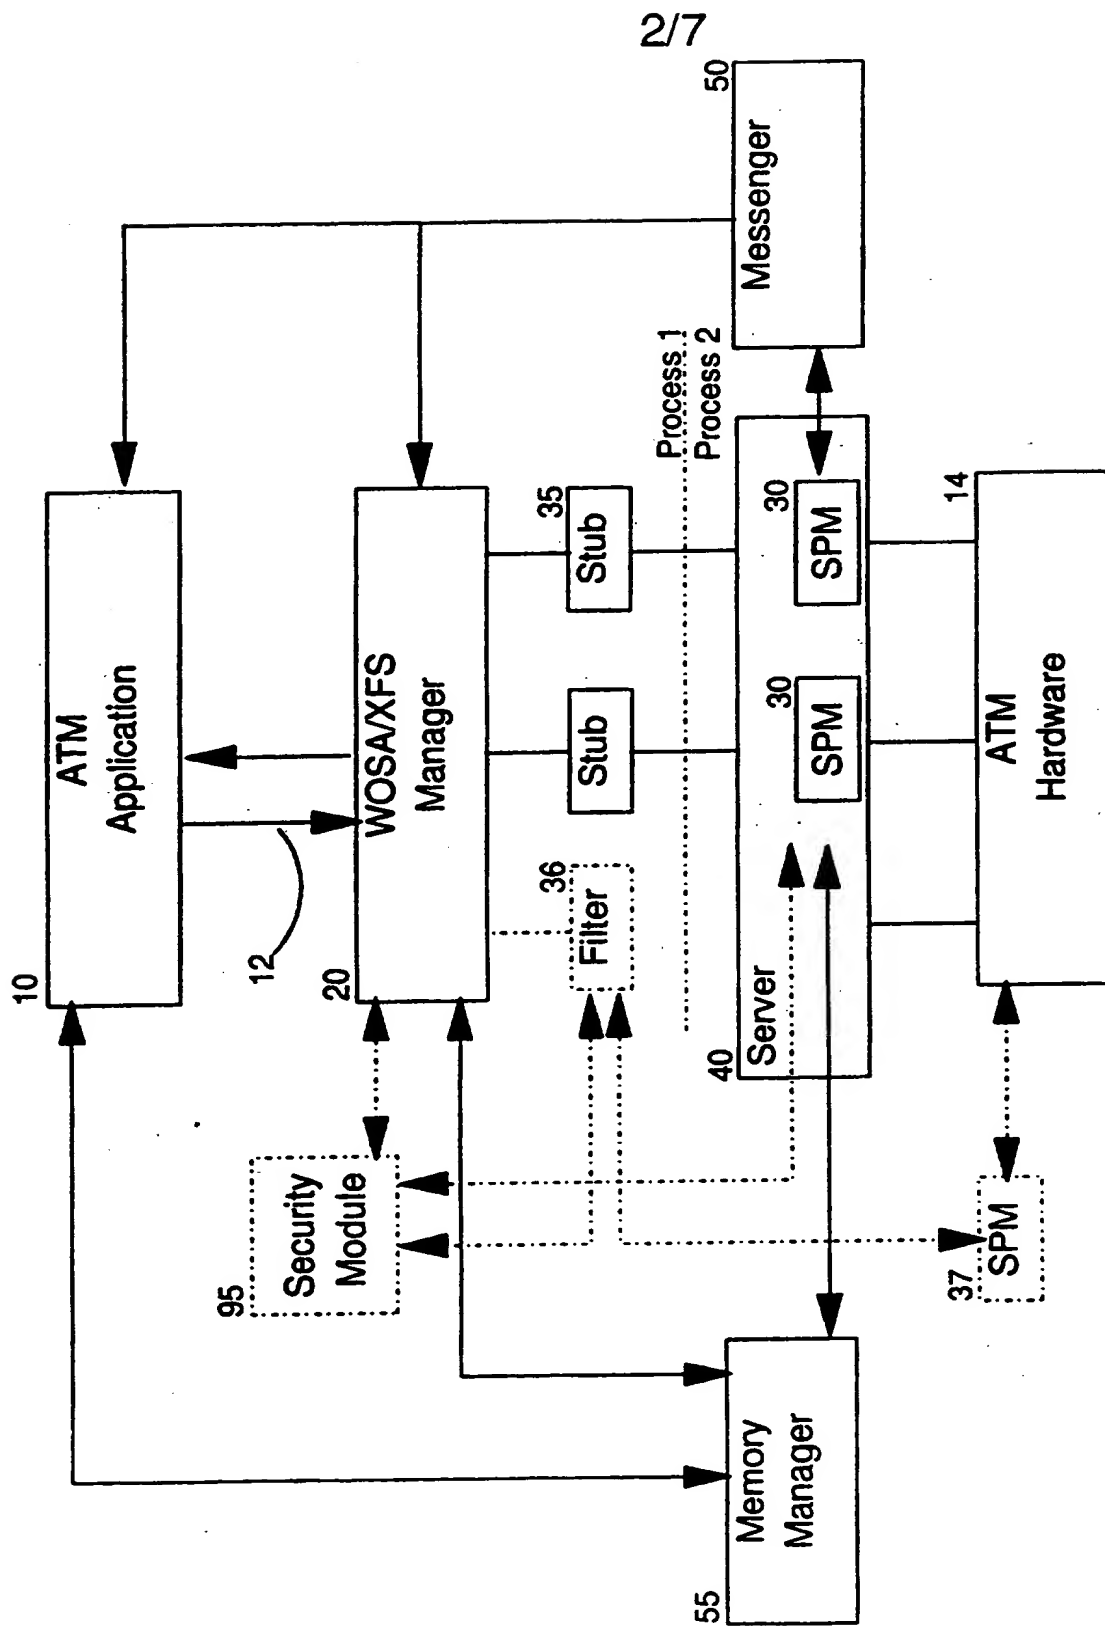 2/7
10
ATM
Application
12
20
WOSA/XFS
Manager
95
Security
Module
36
Filter
Stub
35
Stub
Process 1
Process 2
50
Messenger
40
Server
30
SPM
30
SPM
14
ATM
Hardware
37
SPM
55
Memory
Manager